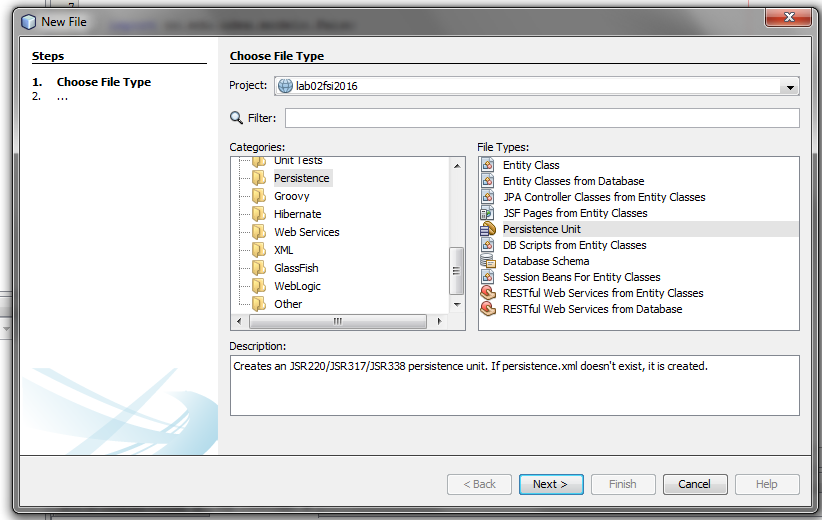 7
New File
Steps
1. Choose File Type
2. ...
Choose File Type
Project: lab02fsi2016
Filter:
Categories:
Unit Tests
Persistence
Groovy
Hibernate
Web Services
XML
GlassFish
WebLogic
Other
File Types:
Entity Class
Entity Classes from Database
JPA Controller Classes from Entity Classes
JSF Pages from Entity Classes
Persistence Unit
DB Scripts from Entity Classes
Database Schema
Session Beans For Entity Classes
RESTful Web Services from Entity Classes
RESTful Web Services from Database
Description:
Creates an JSR220/JSR317/JSR338 persistence unit. If persistence.xml doesn't exist, it is created.
< Back
Next >
Finish
Cancel
Help